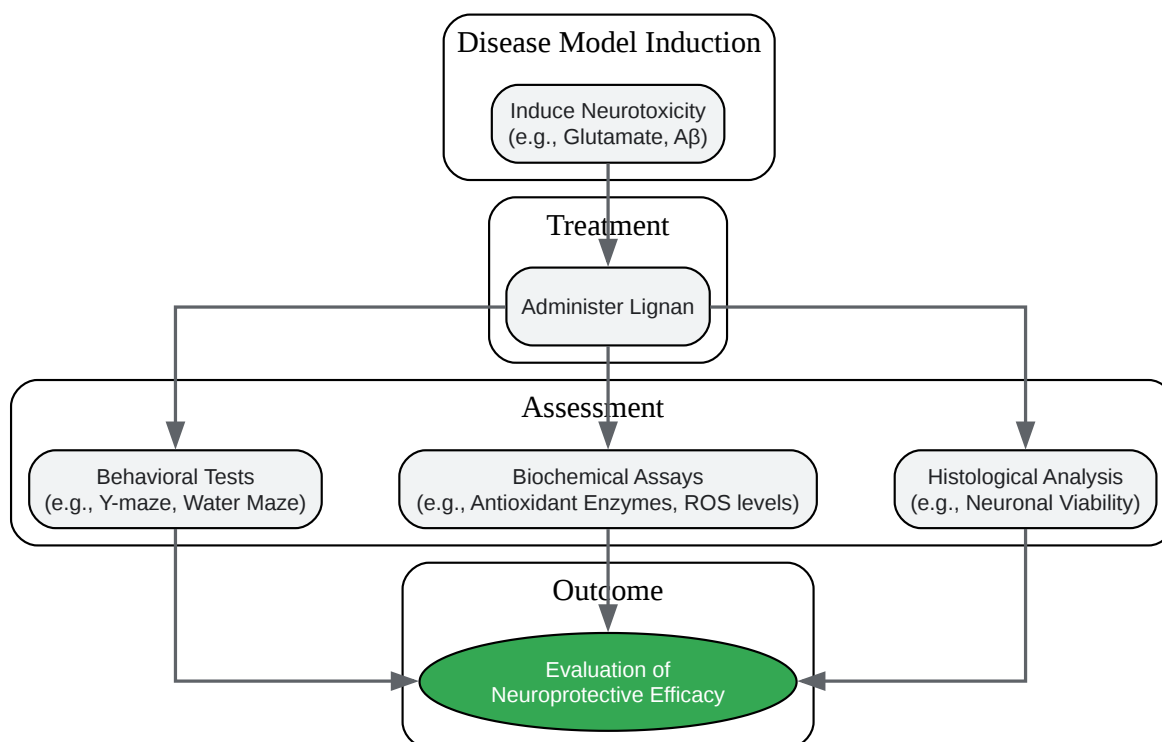 Disease Model Induction
Induce Neurotoxicity
(e.g., Glutamate, Aβ)
Treatment
Administer Lignan
Assessment
Behavioral Tests
(e.g., Y-maze, Water Maze)
Biochemical Assays
(e.g., Antioxidant Enzymes, ROS levels)
Histological Analysis
(e.g., Neuronal Viability)
Outcome
Evaluation of
Neuroprotective Efficacy